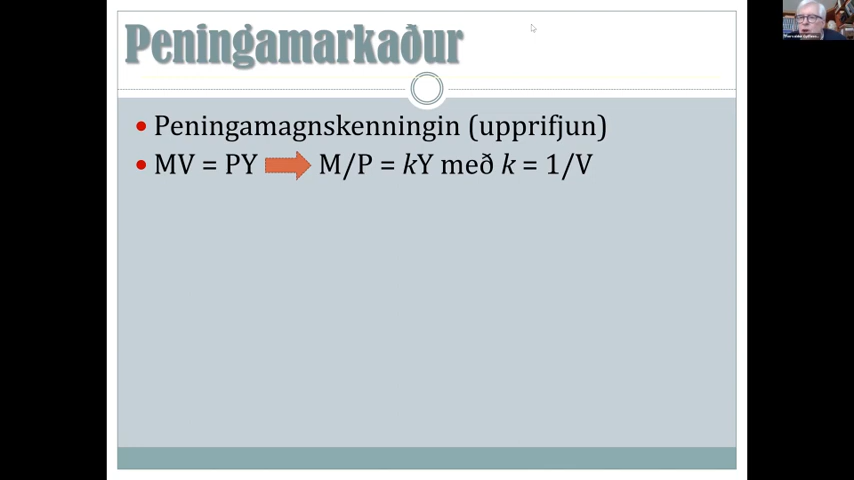 Peningamarkaður
• Peningamagnskenningin (upprifjun)
• MV = PY M/P = kY með k = 1/V